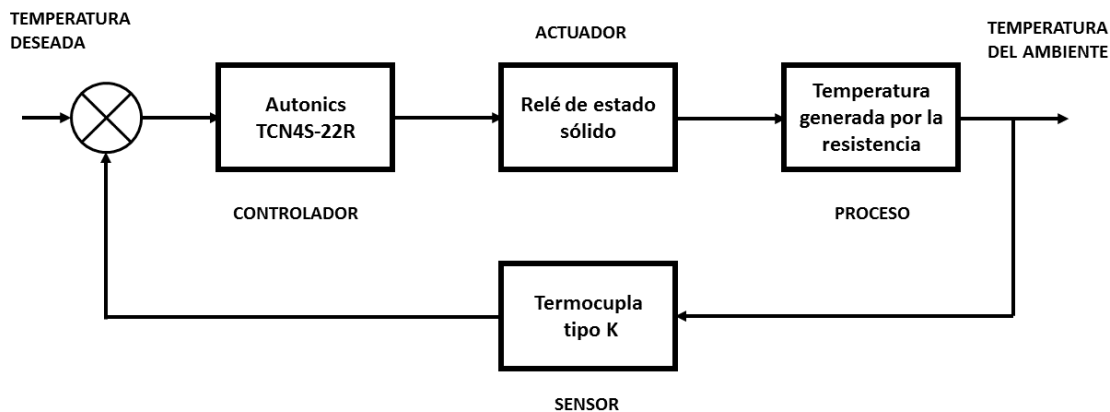 TEMPERATURA
DESEADA
ACTUADOR
TEMPERATURA
DEL AMBIENTE
Autonics
TCN4S-22R
Relé de estado
sólido
Temperatura
generada por la
resistencia
CONTROLADOR
PROCESO
Termocupla
tipo K
SENSOR